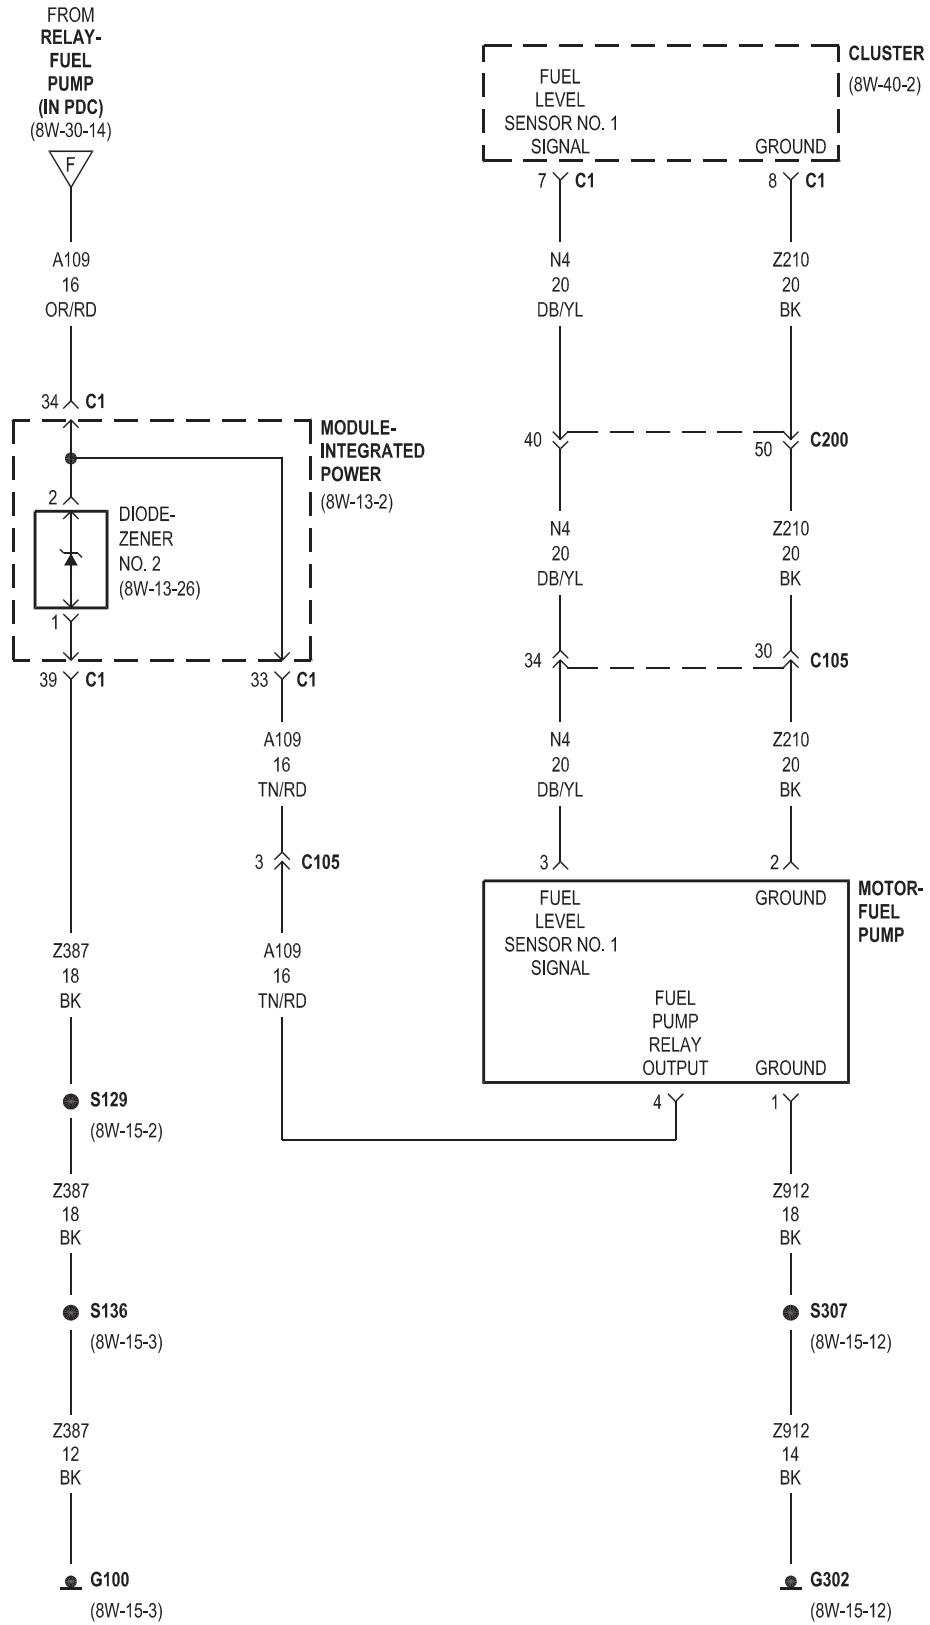 FROM
RELAY-
FUEL
PUMP
(IN PDC)
(8W-30-14)
F
A109
16
OR/RD
34 C1
MODULE-
INTEGRATED
POWER
(8W-13-2)
2
DIODE-
ZENER
NO. 2
(8W-13-26)
1
39 C1
33 C1
A109
16
TN/RD
3 C105
Z387
18
BK
A109
16
TN/RD
S129
(8W-15-2)
Z387
18
BK
S136
(8W-15-3)
Z387
12
BK
G100
(8W-15-3)
CLUSTER
(8W-40-2)
FUEL
LEVEL
SENSOR NO. 1
SIGNAL
GROUND
7 C1
8 C1
N4
20
DB/YL
Z210
20
BK
40
50
C200
N4
20
DB/YL
Z210
20
BK
34
30
C105
N4
20
DB/YL
Z210
20
BK
3
2
MOTOR-
FUEL
PUMP
FUEL
LEVEL
SENSOR NO. 1
SIGNAL
GROUND
FUEL
PUMP
RELAY
OUTPUT
GROUND
4
1
Z912
18
BK
S307
(8W-15-12)
Z912
14
BK
G302
(8W-15-12)